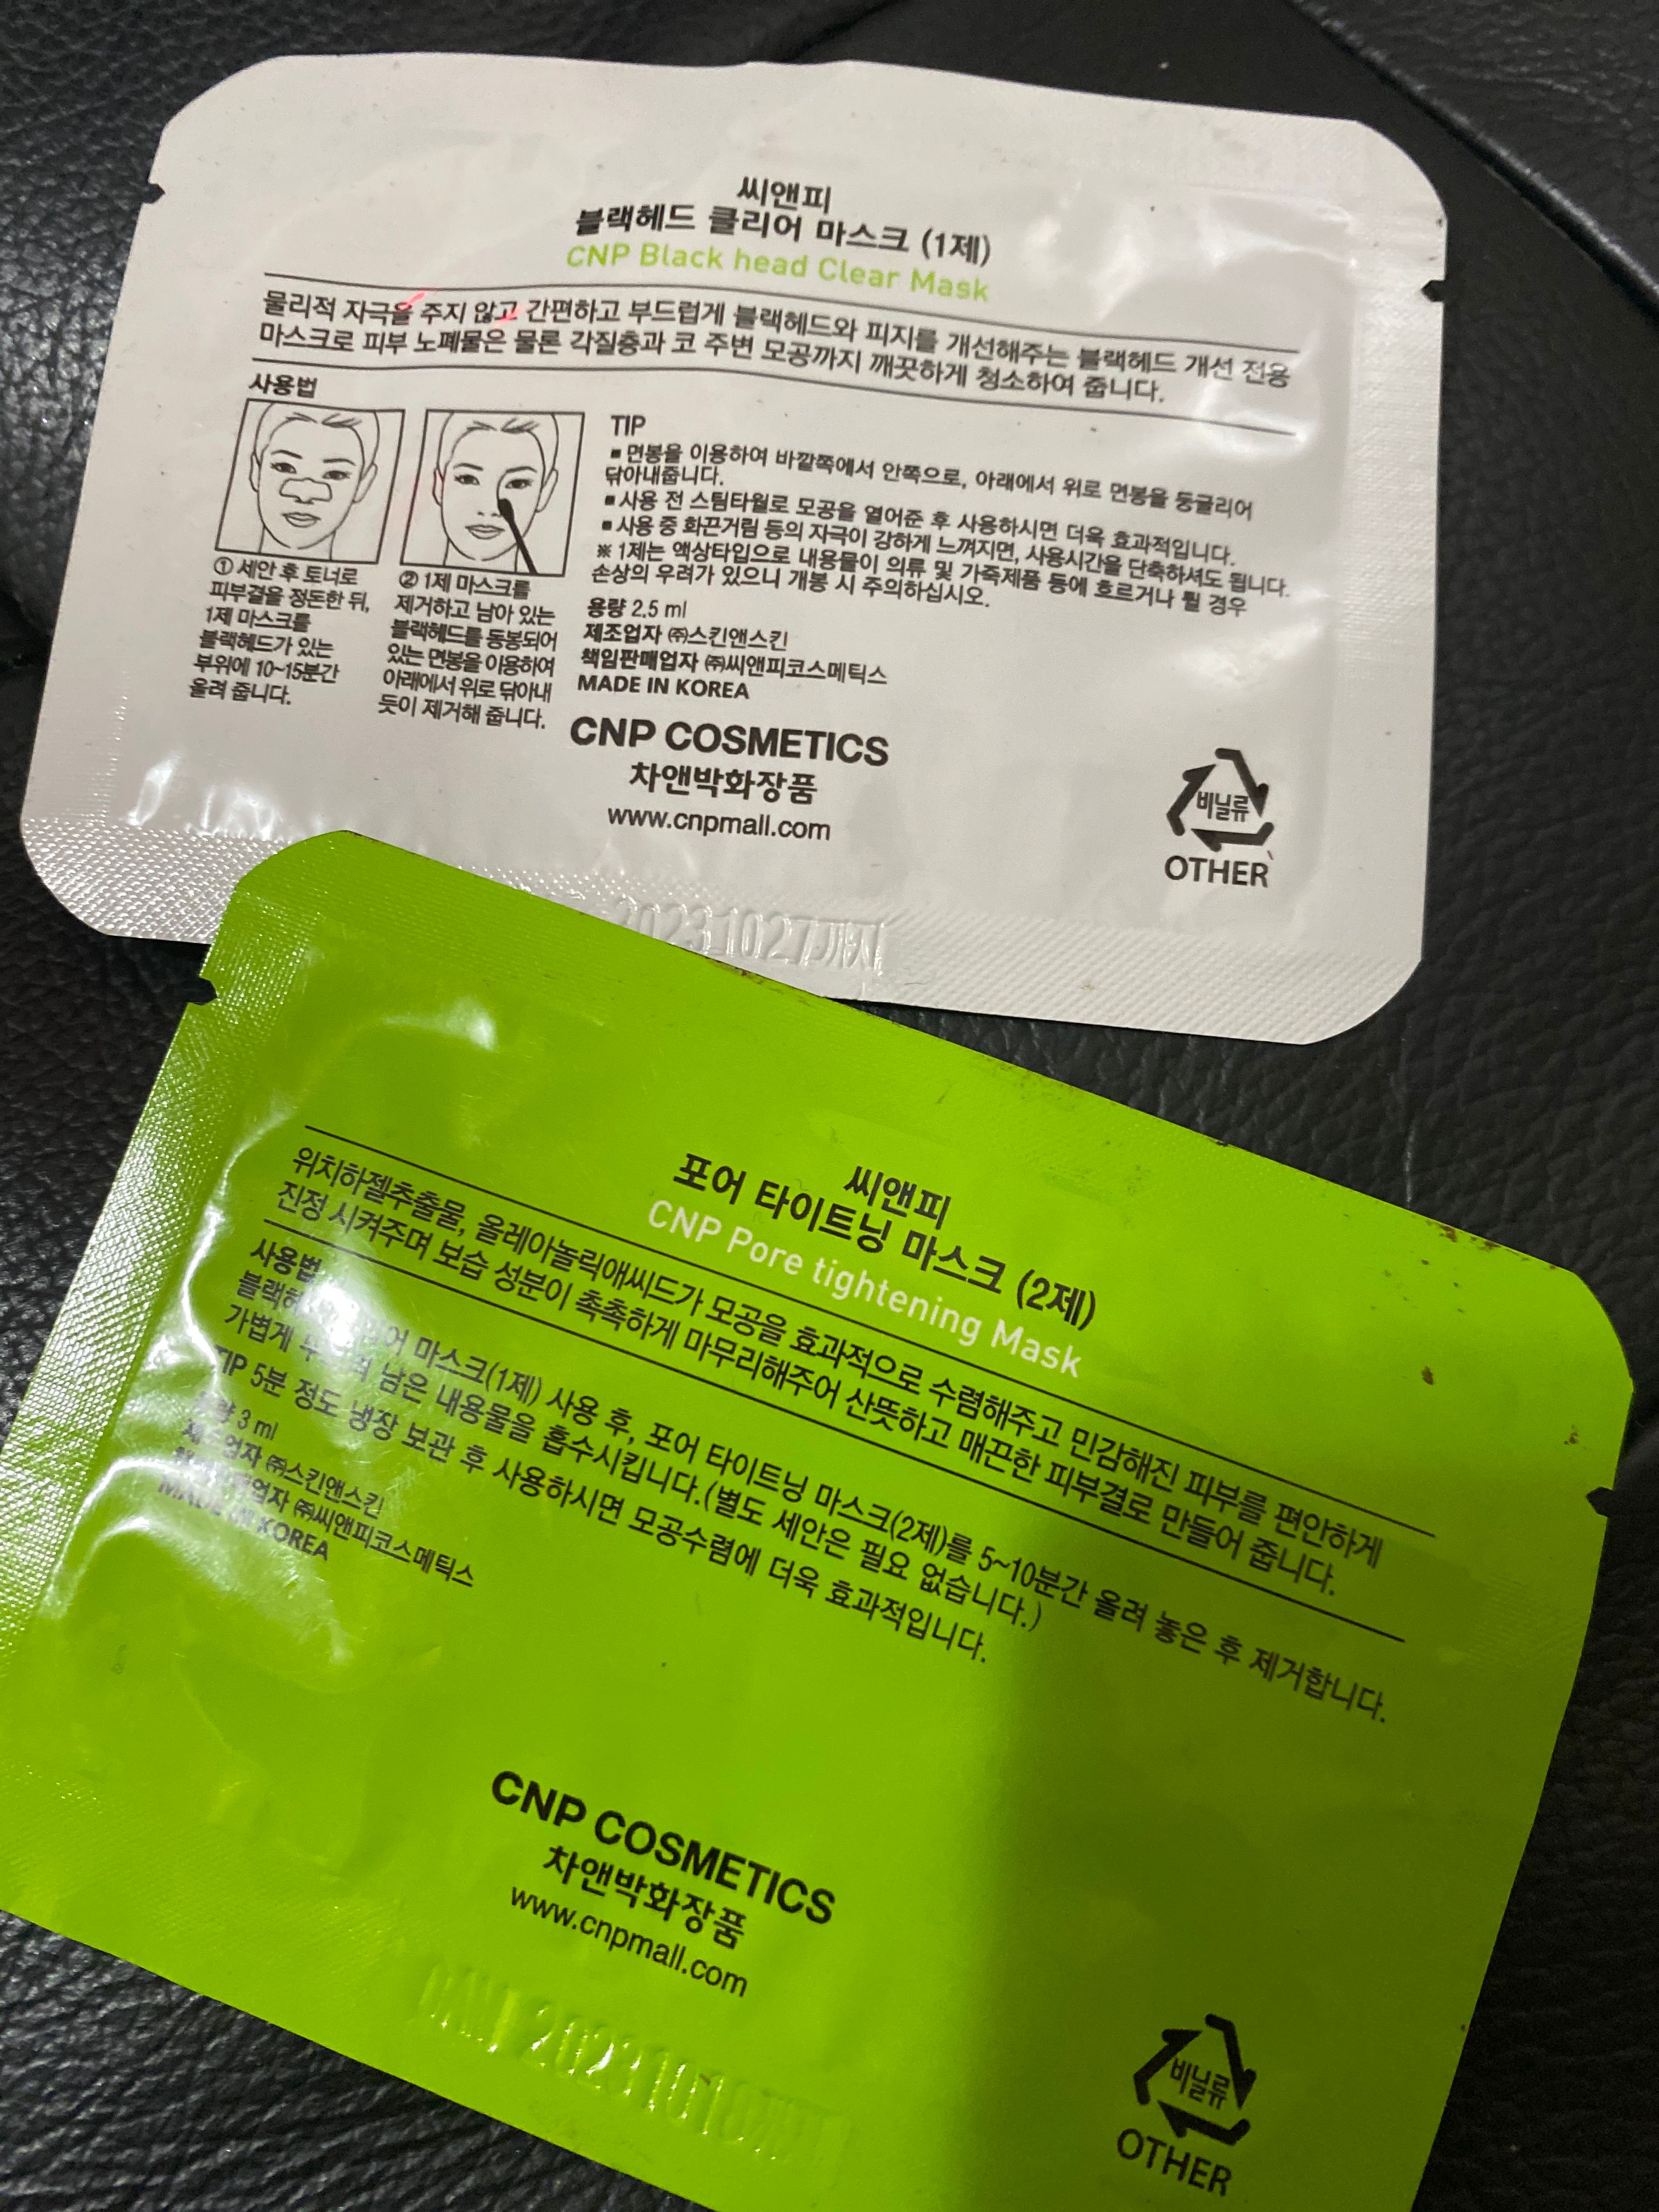 씨앤피
블랙헤드 클리어 마스크 (1제)
CNP Black head Clear Mask
물리적 자극을 주지 않고 간편하고 부드럽게 블랙헤드와 피지를 개선해주는 블랙헤드 개선 전용
마스크로 피부 노폐물은 물론 각질층과 코 주변 모공까지 깨끗하게 청소하여 줍니다.
사용법
① 세안 후 토너로
피부결을 정돈한 뒤,
1제 마스크를
블랙헤드가 있는
부위에 10~15분간
올려 줍니다.
② 1제 마스크를
제거하고 남아 있는
블랙헤드를 동봉되어
있는 면봉을 이용하여
아래에서 위로 닦아내
듯이 제거해 줍니다.
TIP
▪ 면봉을 이용하여 바깥쪽에서 안쪽으로, 아래에서 위로 면봉을 둥글리어
닦아내줍니다.
▪ 사용 전 스팀타월로 모공을 열어준 후 사용하시면 더욱 효과적입니다.
▪ 사용 중 화끈거림 등의 자극이 강하게 느껴지면, 사용시간을 단축하셔도 됩니다.
※ 1제는 액상타입으로 내용물이 의류 및 가죽제품 등에 흐르거나 튈 경우
손상의 우려가 있으니 개봉 시 주의하십시오.
용량 2.5 ml
제조업자 ㈜스킨앤스킨
책임판매업자 ㈜씨앤피코스메틱스
MADE IN KOREA
CNP COSMETICS
차앤박화장품
www.cnpmall.com
비닐류
OTHER
20231027까지
씨앤피
포어 타이트닝 마스크 (2제)
CNP Pore tightening Mask
위치하젤추출물, 올레아놀릭애씨드가 모공을 효과적으로 수렴해주고 민감해진 피부를 편안하게
진정 시켜주며 보습 성분이 촉촉하게 마무리해주어 산뜻하고 매끈한 피부결로 만들어 줍니다.
사용법
마스크(1제) 사용 후, 포어 타이트닝 마스크(2제)를 5~10분간 올려 놓은 후 제거합니다.
가볍게 남은 내용물을 흡수시킵니다.(별도 세안은 필요 없습니다.)
TIP 5분 정도 냉장 보관 후 사용하시면 모공수렴에 더욱 효과적입니다.
3 ml
㈜스킨앤스킨
㈜씨앤피코스메틱스
MADE IN KOREA
CNP COSMETICS
차앤박화장품
www.cnpmall.com
비닐류
OTHER